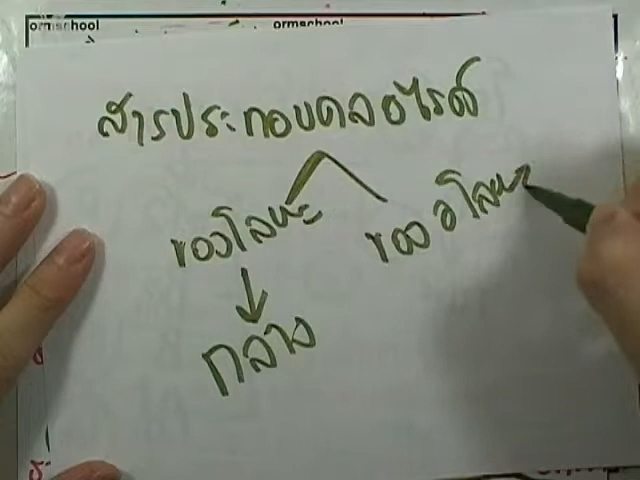 ormschool ormschool
สารประกอบคลอไรด์
ของโลหะ ของอโลหะ
กลาง